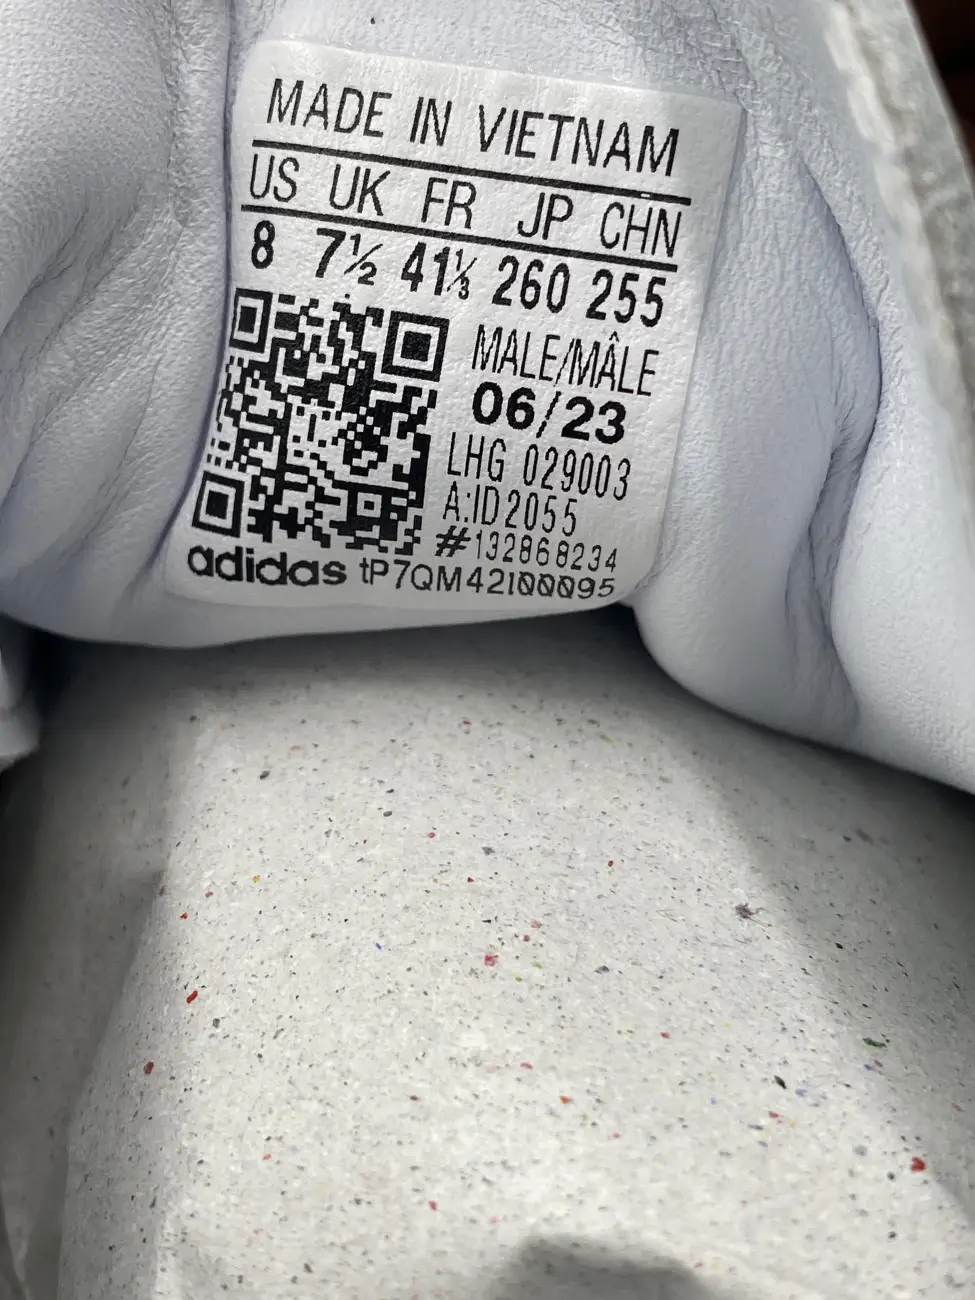 MADE IN VIETNAM
US UK FR JP CHN
8 7½ 41⅓ 260 255
MALE/MÂLE
06/23
LHG 029003
A:ID2055
#132868234
adidas tP7QM42I00095